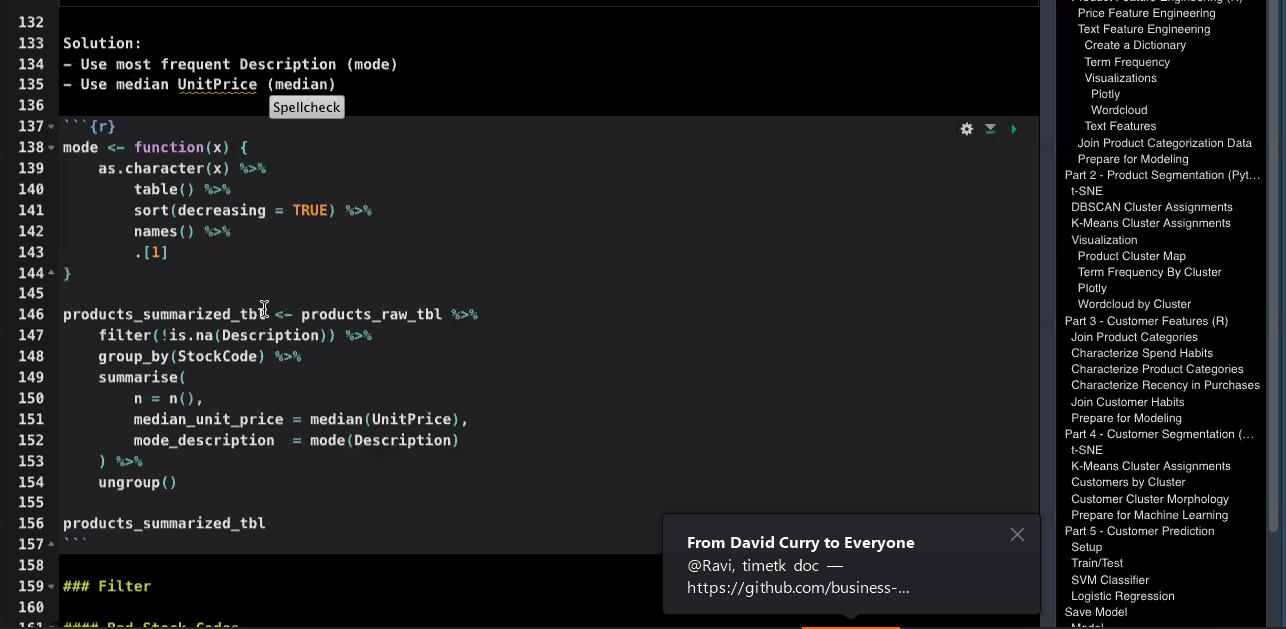 132
133 Solution:
134 - Use most frequent Description (mode)
135 - Use median UnitPrice (median)
136
Spellcheck
137 ```{r}
138 mode <- function(x) {
139     as.character(x) %>%
140         table() %>%
141         sort(decreasing = TRUE) %>%
142         names() %>%
143         .[1]
144 }
145
146 products_summarized_tbl <- products_raw_tbl %>%
147     filter(!is.na(Description)) %>%
148     group_by(StockCode) %>%
149     summarise(
150         n = n(),
151         median_unit_price = median(UnitPrice),
152         mode_description  = mode(Description)
153     ) %>%
154     ungroup()
155
156 products_summarized_tbl
157 ```
158
159 ### Filter
160
161 #### Bad Stock Codes
From David Curry to Everyone
@Ravi, timetk doc —
https://github.com/business-...
Product Feature Engineering (R)
Price Feature Engineering
Text Feature Engineering
Create a Dictionary
Term Frequency
Visualizations
Plotly
Wordcloud
Text Features
Join Product Categorization Data
Prepare for Modeling
Part 2 - Product Segmentation (Pyt...
t-SNE
DBSCAN Cluster Assignments
K-Means Cluster Assignments
Visualization
Product Cluster Map
Term Frequency By Cluster
Plotly
Wordcloud by Cluster
Part 3 - Customer Features (R)
Join Product Categories
Characterize Spend Habits
Characterize Product Categories
Characterize Recency in Purchases
Join Customer Habits
Prepare for Modeling
Part 4 - Customer Segmentation (...
t-SNE
K-Means Cluster Assignments
Customers by Cluster
Customer Cluster Morphology
Prepare for Machine Learning
Part 5 - Customer Prediction
Setup
Train/Test
SVM Classifier
Logistic Regression
Save Model
Model